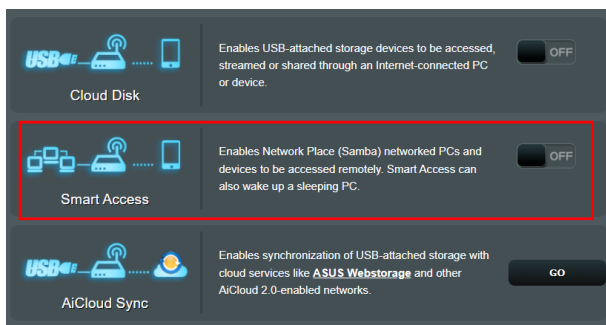 Enables USB-attached storage devices to be accessed,
streamed or shared through an Internet-connected PC
or device.
OFF
USB
Cloud Disk
Enables Network Place (Samba) networked PCs and
devices to be accessed remotely. Smart Access can
also wake up a sleeping PC.
OFF
Smart Access
Enables synchronization of USB-attached storage with
cloud services like ASUS Webstorage and other
AiCloud 2.0-enabled networks.
GO
USB
AiCloud Sync